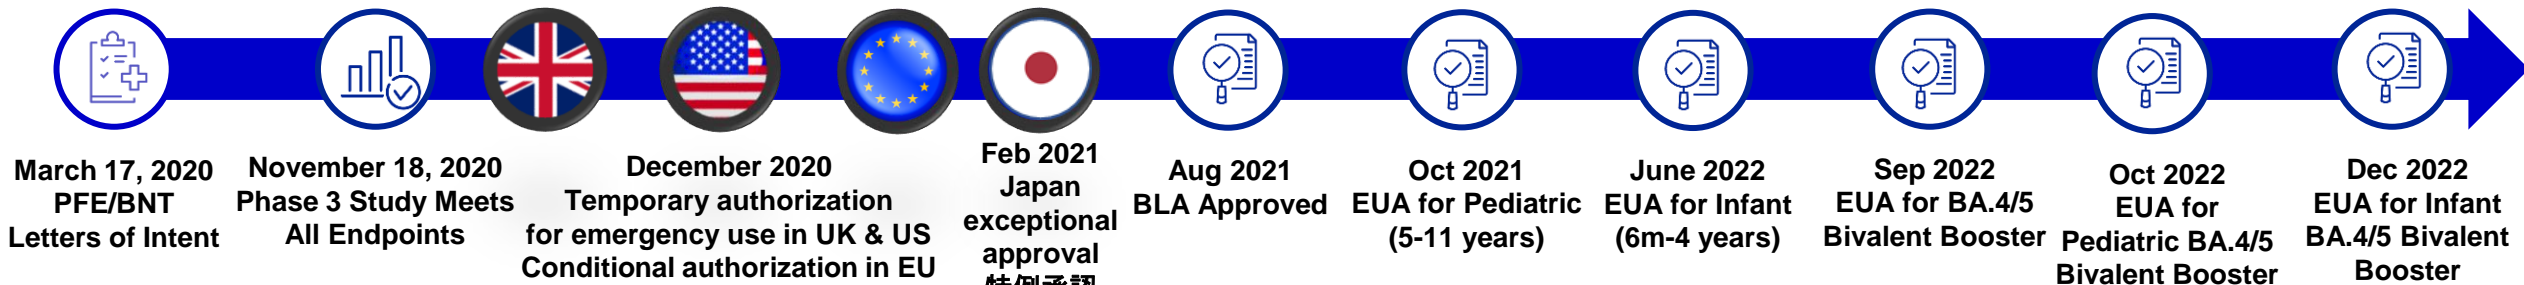 March 17, 2020
PFE/BNT
Letters of Intent
November 18, 2020
Phase 3 Study Meets
All Endpoints
December 2020
Temporary authorization
for emergency use in UK & US
Conditional authorization in EU
Feb 2021
Japan
exceptional
approval
特例承認
Aug 2021
BLA Approved
Oct 2021
EUA for Pediatric
(5-11 years)
June 2022
EUA for Infant
(6m-4 years)
Sep 2022
EUA for BA.4/5
Bivalent Booster
Oct 2022
EUA for
Pediatric BA.4/5
Bivalent Booster
Dec 2022
EUA for Infant
BA.4/5 Bivalent
Booster